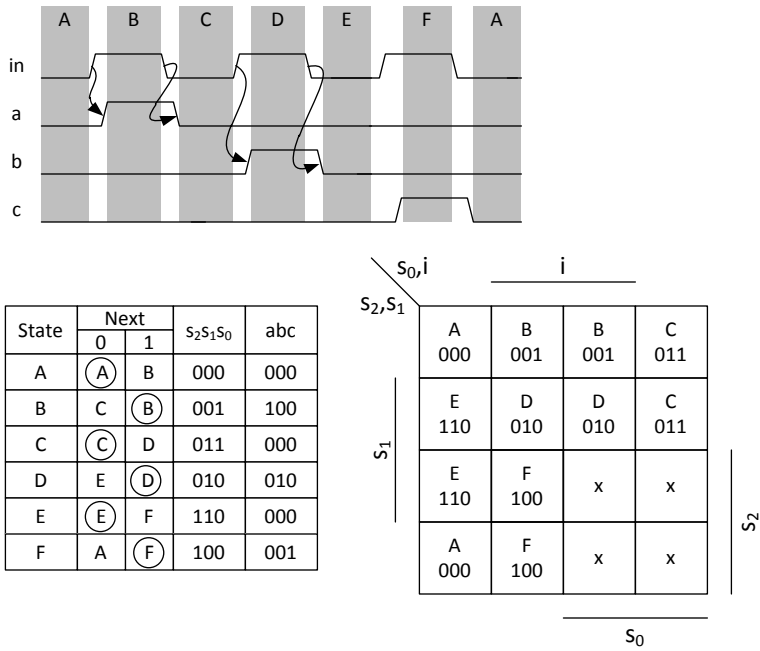 A B C D E F A
in
a
b
c
State Next s₂s₁s₀ abc
0 1
A A B 000 000
B C B 001 100
C C D 011 000
D E D 010 010
E E F 110 000
F A F 100 001
s₀,i i
s₂,s₁
A B B C
000 001 001 011
E D D C
110 010 010 011
s₁
E F x x
110 100
s₂
A F x x
000 100
s₀